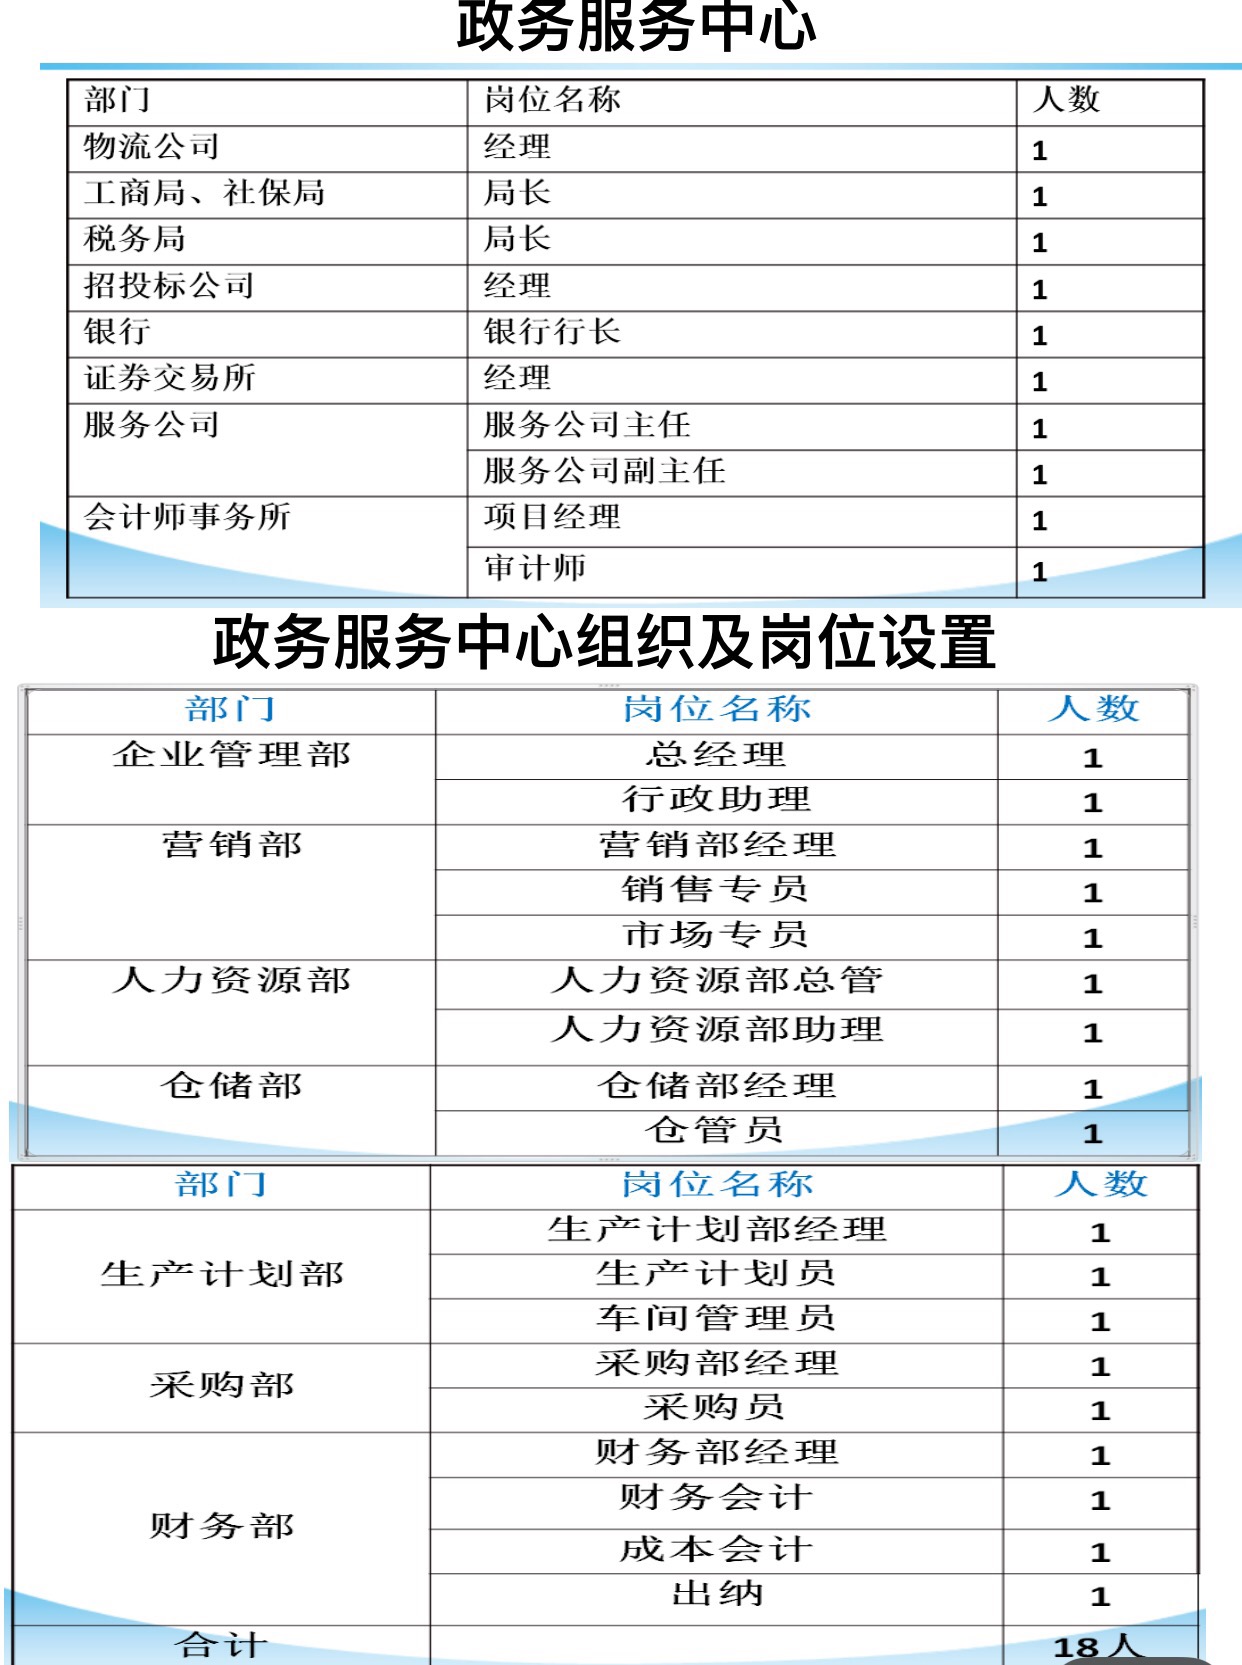 政务服务中心
部门 岗位名称 人数
物流公司 经理 1
工商局、社保局 局长 1
税务局 局长 1
招投标公司 经理 1
银行 银行行长 1
证券交易所 经理 1
服务公司 服务公司主任 1
服务公司副主任 1
会计师事务所 项目经理 1
审计师 1
政务服务中心组织及岗位设置
部门 岗位名称 人数
企业管理部 总经理 1
行政助理 1
营销部 营销部经理 1
销售专员 1
市场专员 1
人力资源部 人力资源部总管 1
人力资源部助理 1
仓储部 仓储部经理 1
仓管员 1
部门 岗位名称 人数
生产计划部 生产计划部经理 1
生产计划员 1
车间管理员 1
采购部 采购部经理 1
采购员 1
财务部 财务部经理 1
财务会计 1
成本会计 1
出纳 1
合计 18人